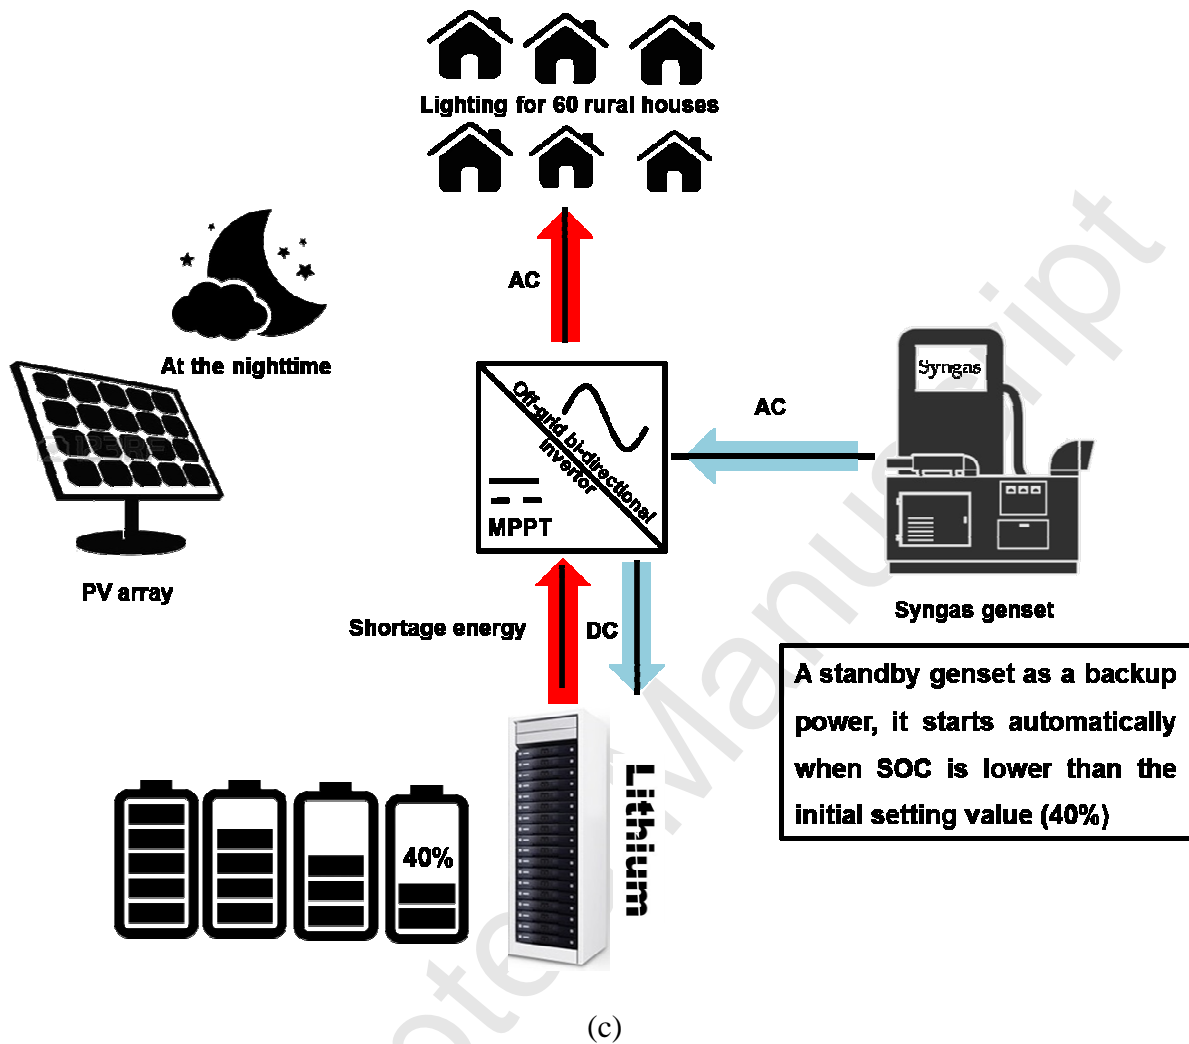 Lighting for 60 rural houses
AC
At the nighttime
Syngas
AC
Off-grid bi-directional
invertor
MPPT
PV array
Syngas genset
Shortage energy
DC
A standby genset as a backup
power, it starts automatically
when SOC is lower than the
initial setting value (40%)
Lithium
40%
(c)